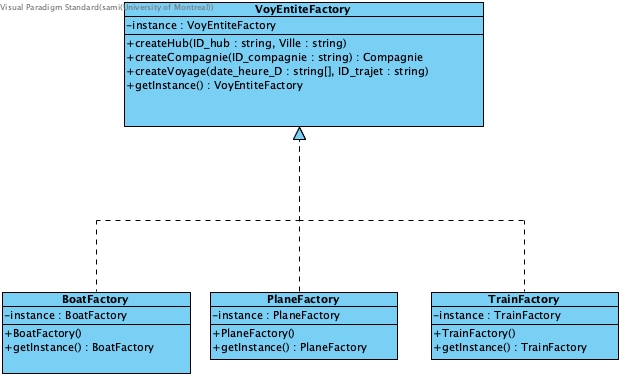 Visual Paradigm Standard(sami(University of Montreal))
VoyEntiteFactory
-instance : VoyEntiteFactory
+createHub(ID_hub : string, Ville : string)
+createCompagnie(ID_compagnie : string) : Compagnie
+createVoyage(date_heure_D : string[], ID_trajet : string)
+getInstance() : VoyEntiteFactory
BoatFactory
-instance : BoatFactory
+BoatFactory()
+getInstance() : BoatFactory
PlaneFactory
-instance : PlaneFactory
+PlaneFactory()
+getInstance() : PlaneFactory
TrainFactory
-instance : TrainFactory
+TrainFactory()
+getInstance() : TrainFactory